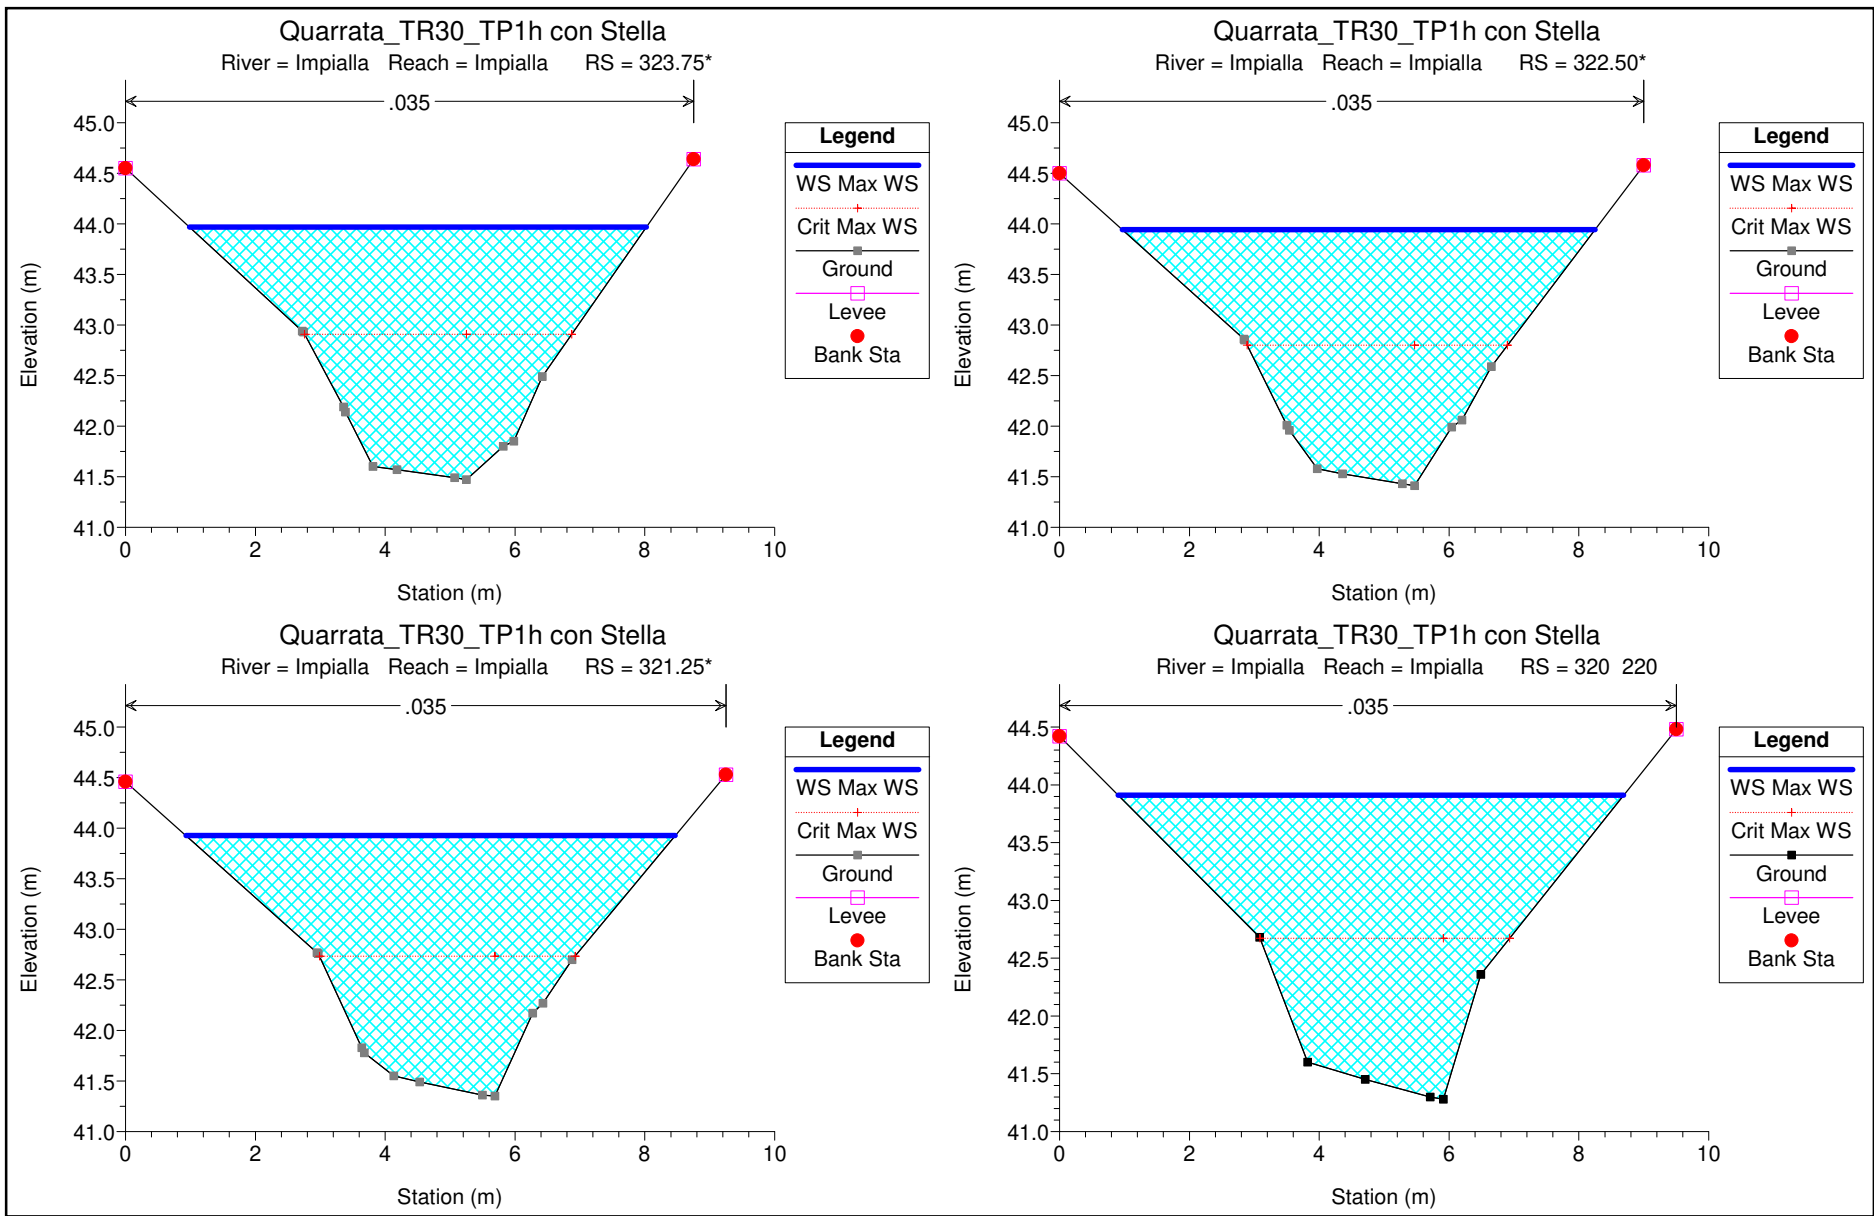 Quarrata_TR30_TP1h con Stella
River = Impialla Reach = Impialla RS = 323.75*
.035
45.0
44.5
44.0
43.5
43.0
42.5
42.0
41.5
41.0
Elevation (m)
0 2 4 6 8 10
Station (m)
Legend
WS Max WS
Crit Max WS
Ground
Levee
Bank Sta
Quarrata_TR30_TP1h con Stella
River = Impialla Reach = Impialla RS = 322.50*
.035
45.0
44.5
44.0
43.5
43.0
42.5
42.0
41.5
41.0
Elevation (m)
0 2 4 6 8 10
Station (m)
Legend
WS Max WS
Crit Max WS
Ground
Levee
Bank Sta
Quarrata_TR30_TP1h con Stella
River = Impialla Reach = Impialla RS = 321.25*
.035
45.0
44.5
44.0
43.5
43.0
42.5
42.0
41.5
41.0
Elevation (m)
0 2 4 6 8 10
Station (m)
Legend
WS Max WS
Crit Max WS
Ground
Levee
Bank Sta
Quarrata_TR30_TP1h con Stella
River = Impialla Reach = Impialla RS = 320 220
.035
44.5
44.0
43.5
43.0
42.5
42.0
41.5
41.0
Elevation (m)
0 2 4 6 8 10
Station (m)
Legend
WS Max WS
Crit Max WS
Ground
Levee
Bank Sta